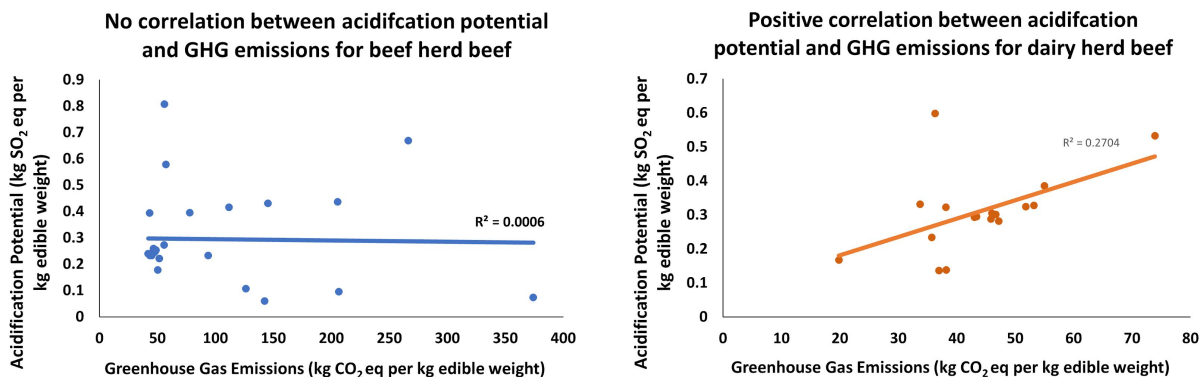 No correlation between acidifcation potential
and GHG emissions for beef herd beef
Acidification Potential (kg SO₂ eq per
kg edible weight)
0.9
0.8
0.7
0.6
0.5
0.4
0.3
0.2
0.1
0
R² = 0.0006
0 50 100 150 200 250 300 350 400
Greenhouse Gas Emissions (kg CO₂ eq per kg edible weight)
Positive correlation between acidifcation
potential and GHG emissions for dairy herd beef
Acidification Potential (kg SO₂ eq per
kg edible weight)
0.7
0.6
0.5
0.4
0.3
0.2
0.1
0
R² = 0.2704
0 10 20 30 40 50 60 70 80
Greenhouse Gas Emissions (kg CO₂ eq per kg edible weight)